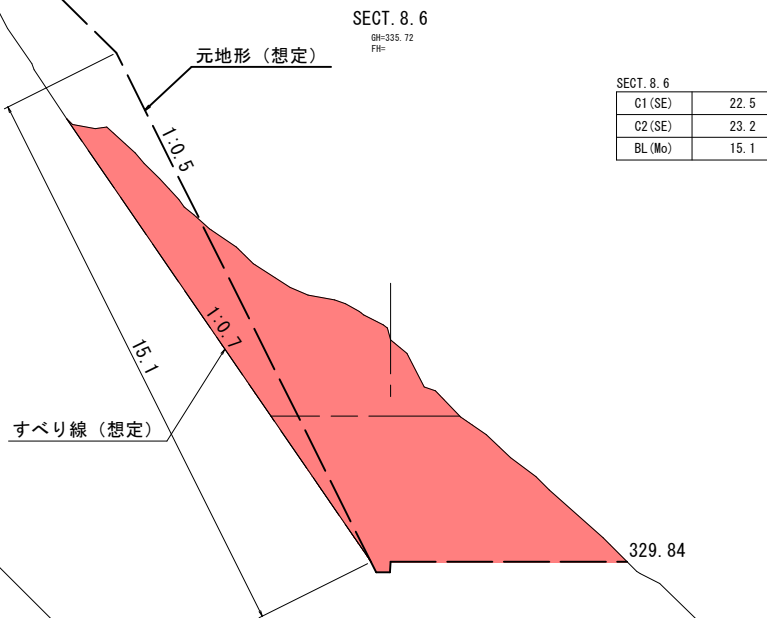 SECT. 8. 6
GH=335. 72
FH=
元地形 (想定)
SECT. 8. 6
C1(SE) 22. 5
C2(SE) 23. 2
BL(Mo) 15. 1
1:0.5
1:0.7
15.1
すべり線 (想定)
329. 84